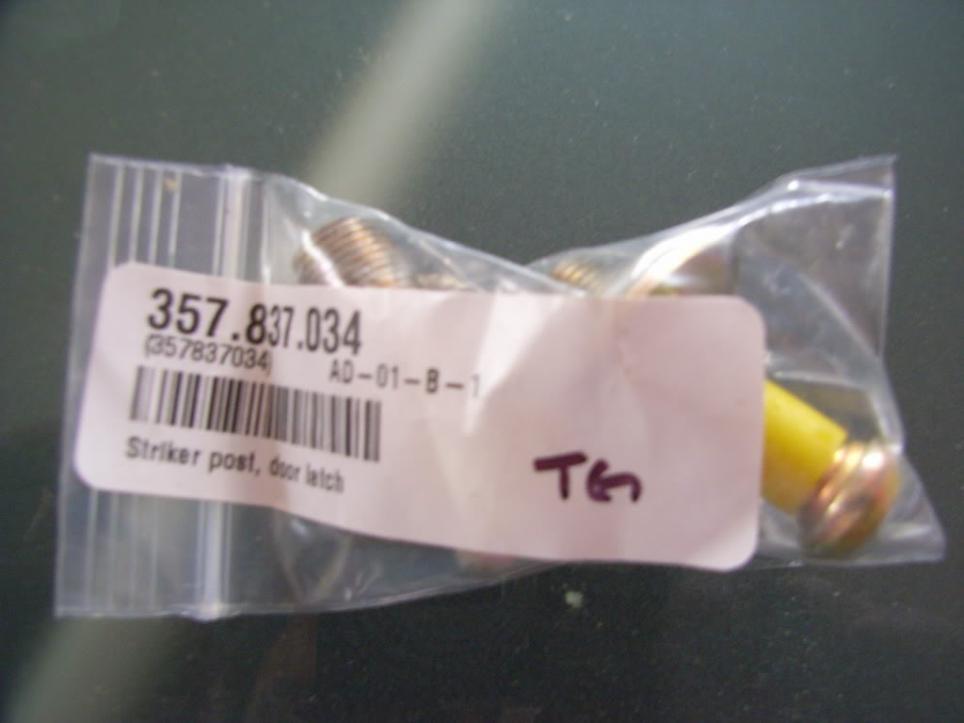 357.837.034
(357837034) AD-01-B-1
Striker post, door latch
TG